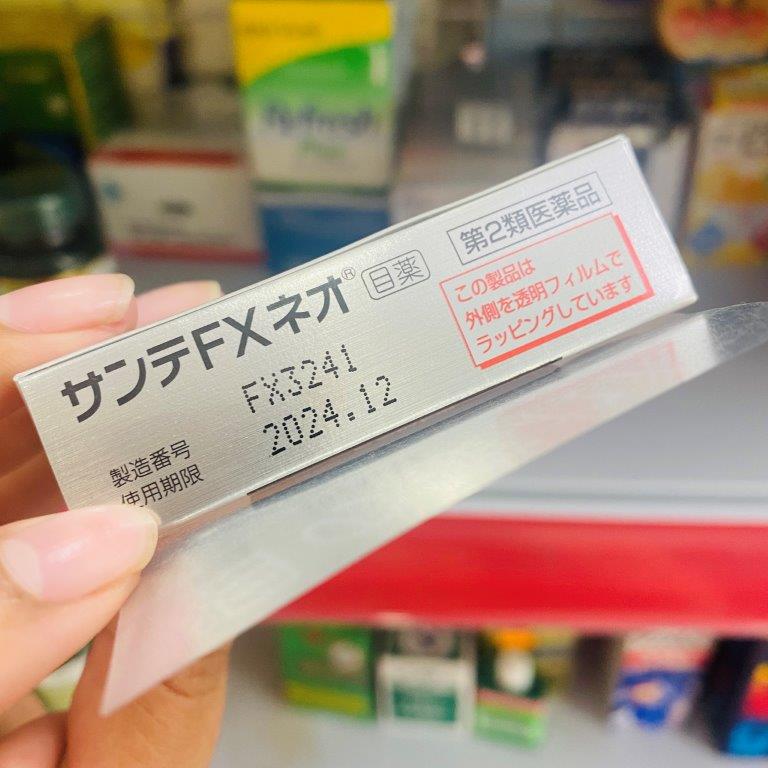 サンテFXネオ® 目薬
第2類医薬品
この製品は
外側を透明フィルムで
ラッピングしています
製造番号 FX3241
使用期限 2024.12
Refresh